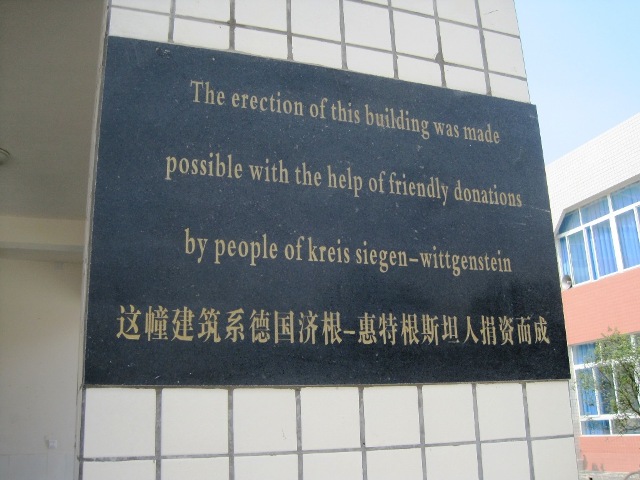 The erection of this building was made
possible with the help of friendly donations
by people of kreis siegen-wittgenstein
这幢建筑系德国济根-惠特根斯坦人捐资而成